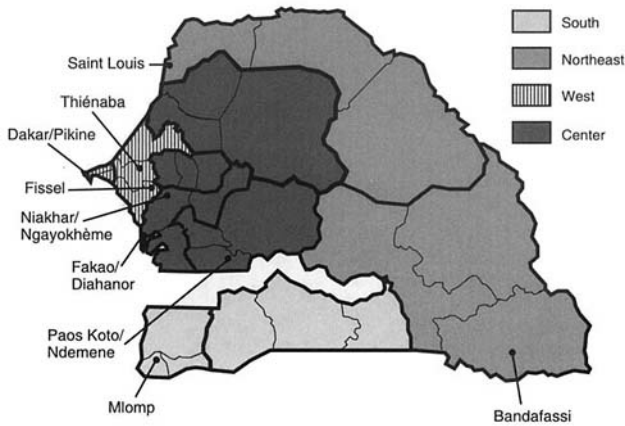 South
Northeast
West
Center
Saint Louis
Thiénaba
Dakar/Pikine
Fissel
Niakhar/
Ngayokhème
Fakao/
Diahanor
Paos Koto/
Ndemene
Mlomp
Bandafassi